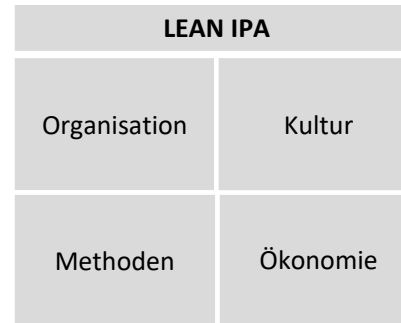 LEAN IPA
Organisation
Kultur
Methoden
Ökonomie